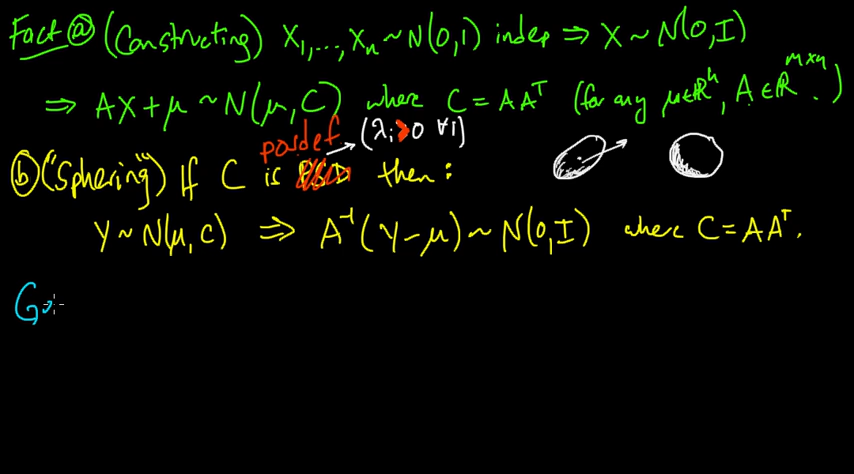 Fact ⓐ (Constructing) X₁,...,Xₙ ~ N(0,1) indep ⇒ X ~ N(0,I)
⇒ AX + μ ~ N(μ, C) where C = AAᵀ (for any μ∈ℝⁿ, A∈ℝⁿˣⁿ.)
posdef (λᵢ > 0 ∀i)
ⓑ ("Sphering") If C is then:
Y ~ N(μ, C) ⇒ A⁻¹(Y − μ) ~ N(0, I) where C = AAᵀ.